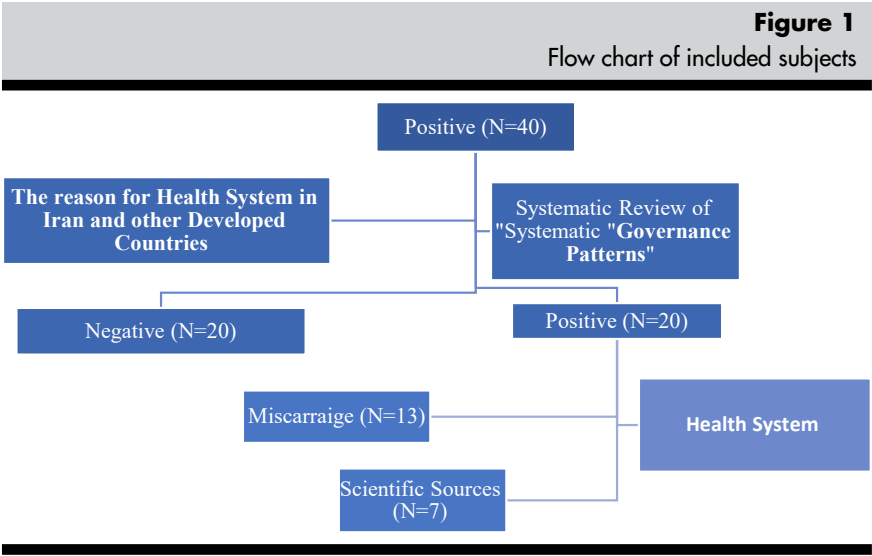 Figure 1
Flow chart of included subjects
Positive (N=40)
The reason for Health System in
Iran and other Developed
Countries
Systematic Review of
"Systematic "Governance
Patterns"
Negative (N=20)
Positive (N=20)
Miscarraige (N=13)
Health System
Scientific Sources
(N=7)